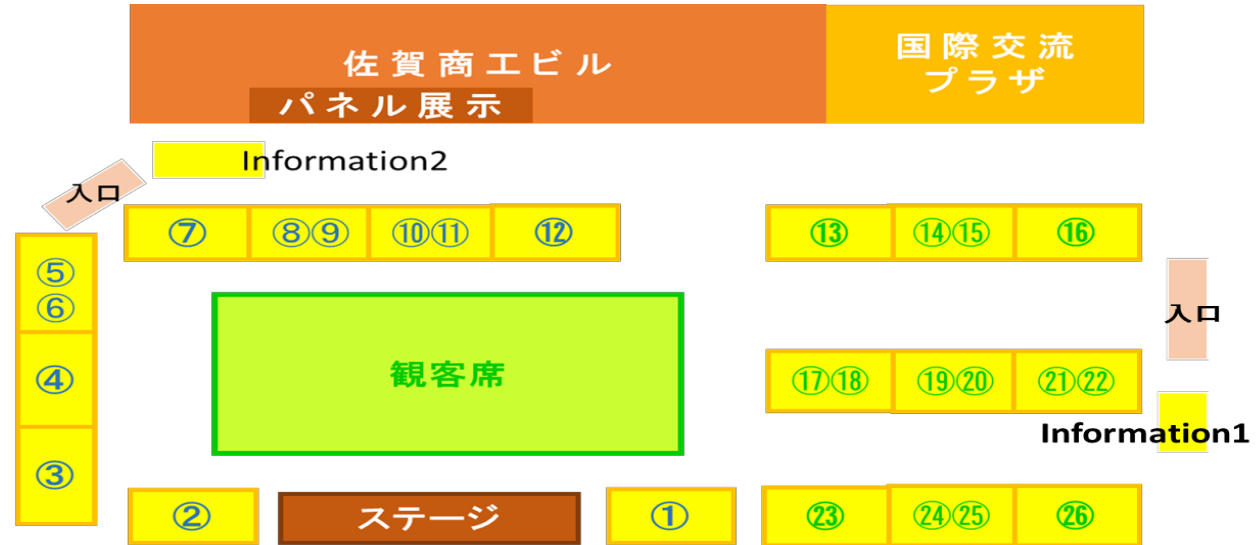 佐賀商工ビル
国際交流
プラザ
パネル展示
Information2
入口
⑦ ⑧⑨ ⑩⑪ ⑫ ⑬ ⑭⑮ ⑯
⑤
⑥
入口
観客席
④
⑰⑱ ⑲⑳ ㉑㉒
Information1
③
② ステージ ① ㉓ ㉔㉕ ㉖